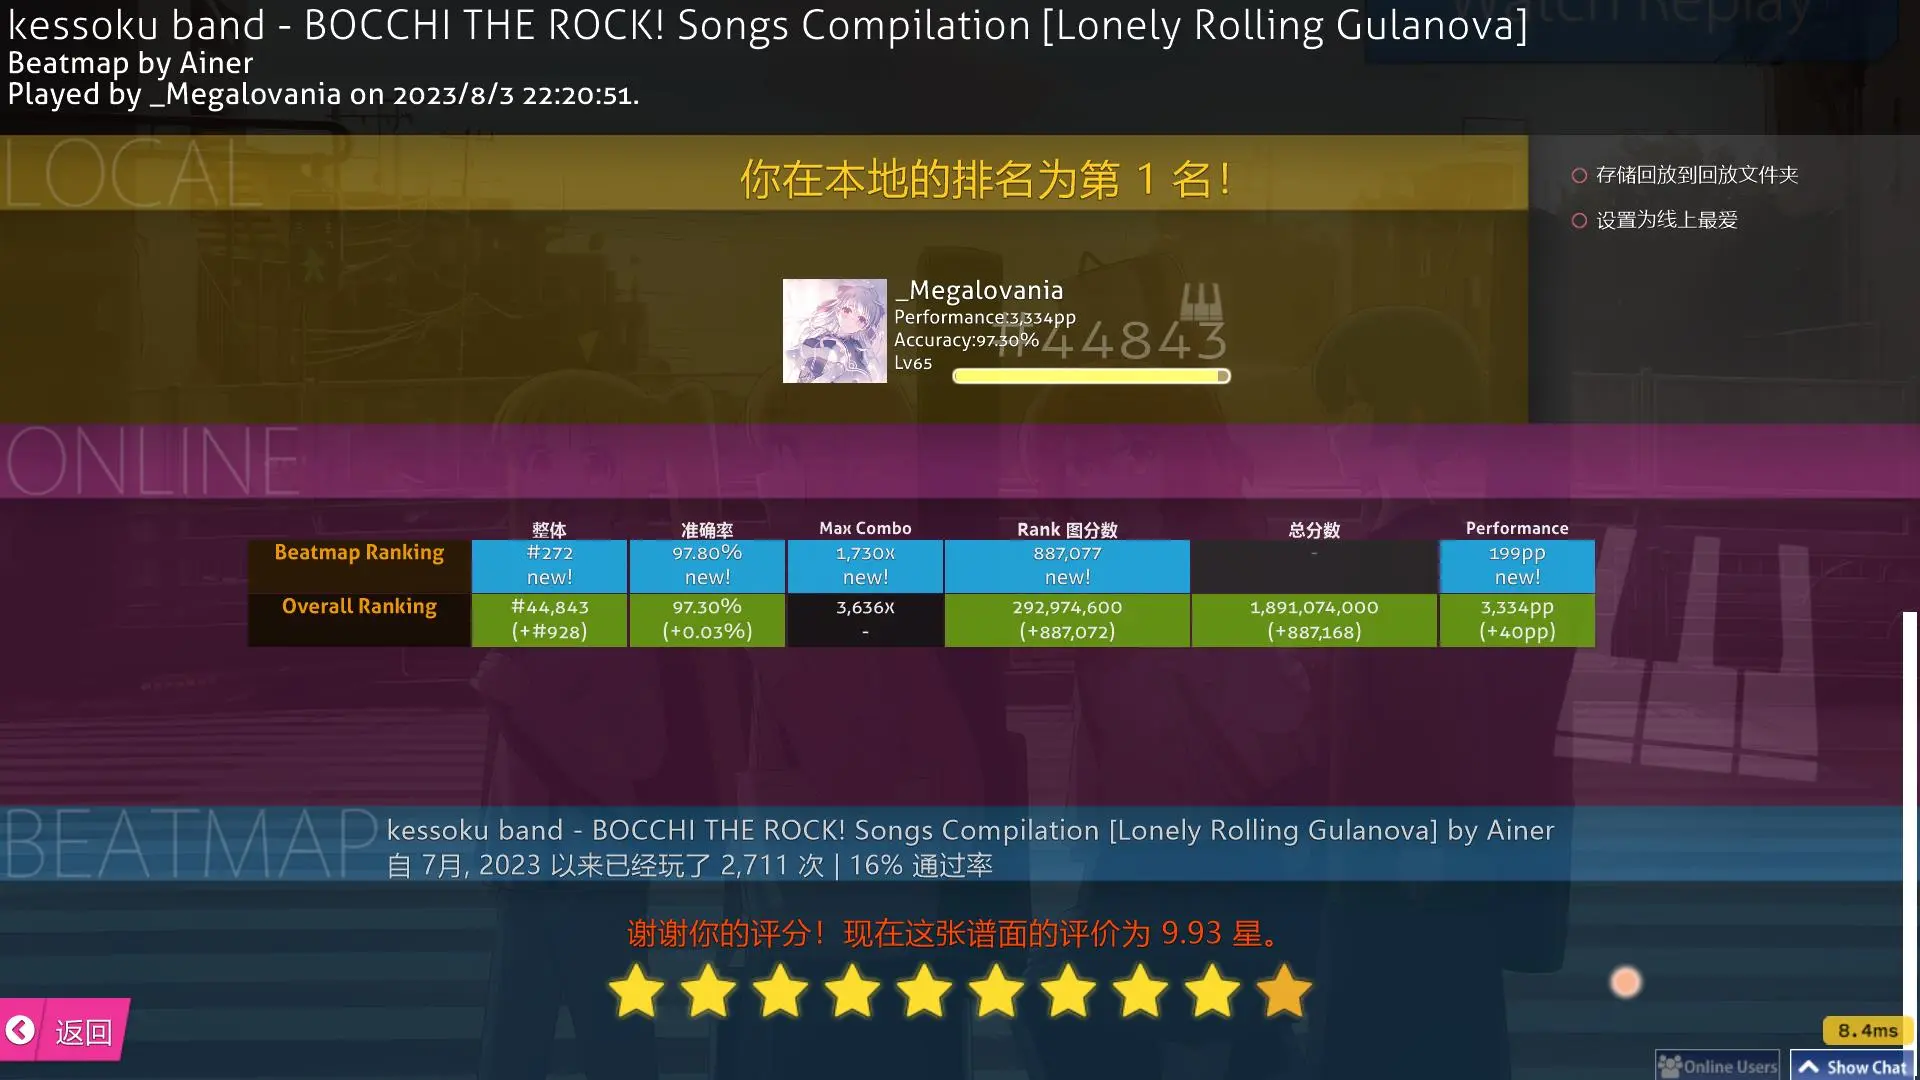 kessoku band - BOCCHI THE ROCK! Songs Compilation [Lonely Rolling Gulanova]
Watch Replay
Beatmap by Ainer
Played by _Megalovania on 2023/8/3 22:20:51.
LOCAL
你在本地的排名为第 1 名！
存储回放到回放文件夹
设置为线上最爱
_Megalovania
Performance:3,334pp
#44843
Accuracy:97.30%
Lv65
ONLINE
整体 准确率 Max Combo Rank 图分数 总分数 Performance
Beatmap Ranking #272 97.80% 1,730x 887,077 - 199pp
new! new! new! new! new!
Overall Ranking #44,843 97.30% 3,636x 292,974,600 1,891,074,000 3,334pp
(+#928) (+0.03%) - (+887,072) (+887,168) (+40pp)
BEATMAP
kessoku band - BOCCHI THE ROCK! Songs Compilation [Lonely Rolling Gulanova] by Ainer
自 7月, 2023 以来已经玩了 2,711 次 | 16% 通过率
谢谢你的评分！现在这张谱面的评价为 9.93 星。
返回
8.4ms
Online Users
Show Chat